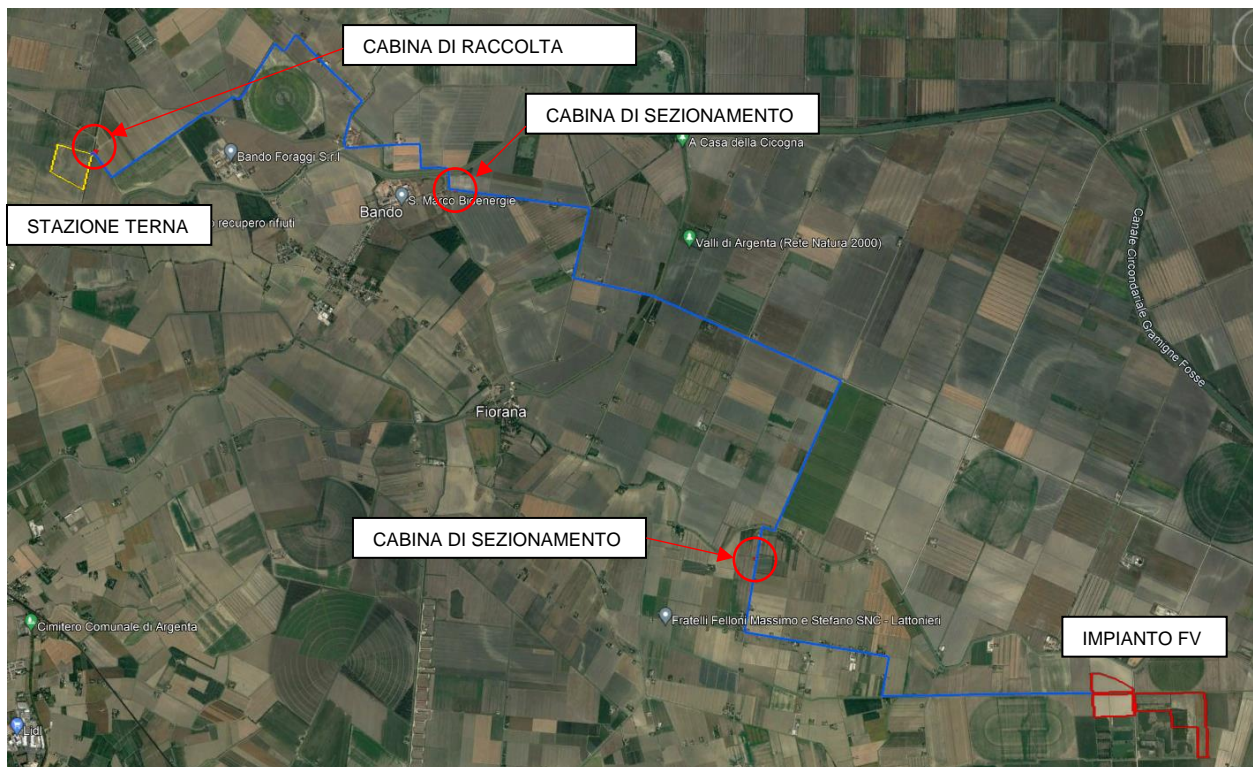 CABINA DI RACCOLTA
CABINA DI SEZIONAMENTO
A Casa della Cicogna
Bando Foraggi S.r.l
S. Marco Bioenergie
Bando
STAZIONE TERNA
recupero rifiuti
Valli di Argenta (Rete Natura 2000)
Canale Circondariale Gramigne Fosse
Fiorana
CABINA DI SEZIONAMENTO
Fratelli Felloni Massimo e Stefano SNC - Lattonieri
Cimitero Comunale di Argenta
IMPIANTO FV
Lidl